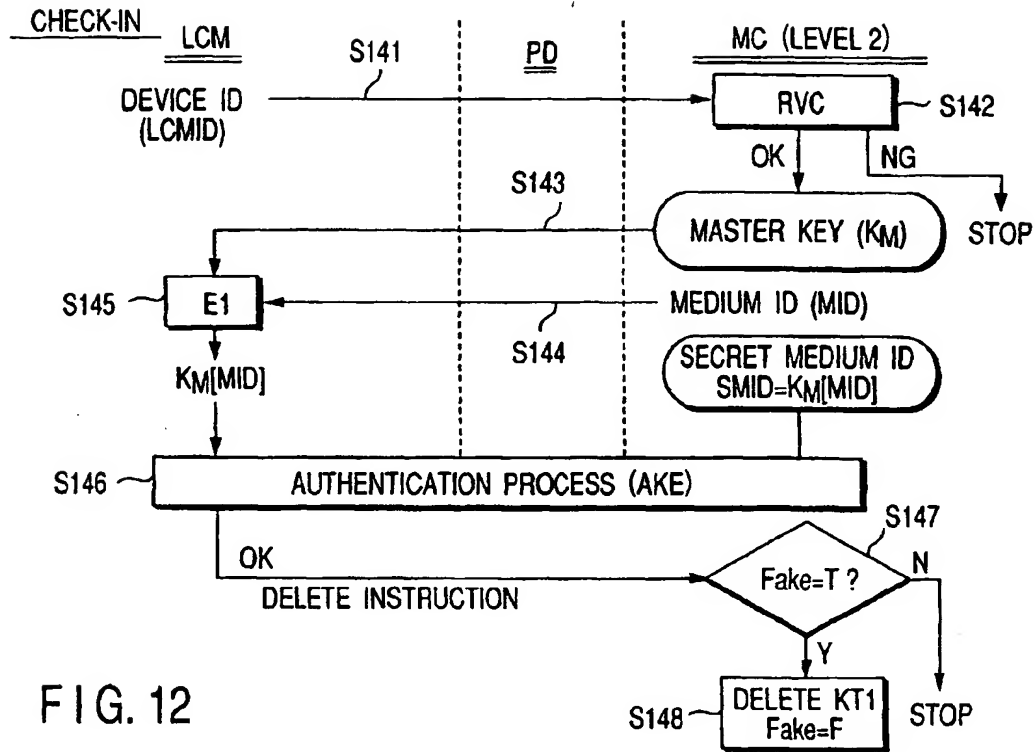 CHECK-IN
LCM
PD
MC (LEVEL 2)
S141
DEVICE ID
(LCMID)
RVC
S142
OK
NG
S143
MASTER KEY (KM)
STOP
S145
E1
MEDIUM ID (MID)
S144
KM[MID]
SECRET MEDIUM ID
SMID=KM[MID]
S146
AUTHENTICATION PROCESS (AKE)
S147
OK
DELETE INSTRUCTION
Fake=T ?
N
Y
S148
DELETE KT1
Fake=F
STOP
FIG. 12